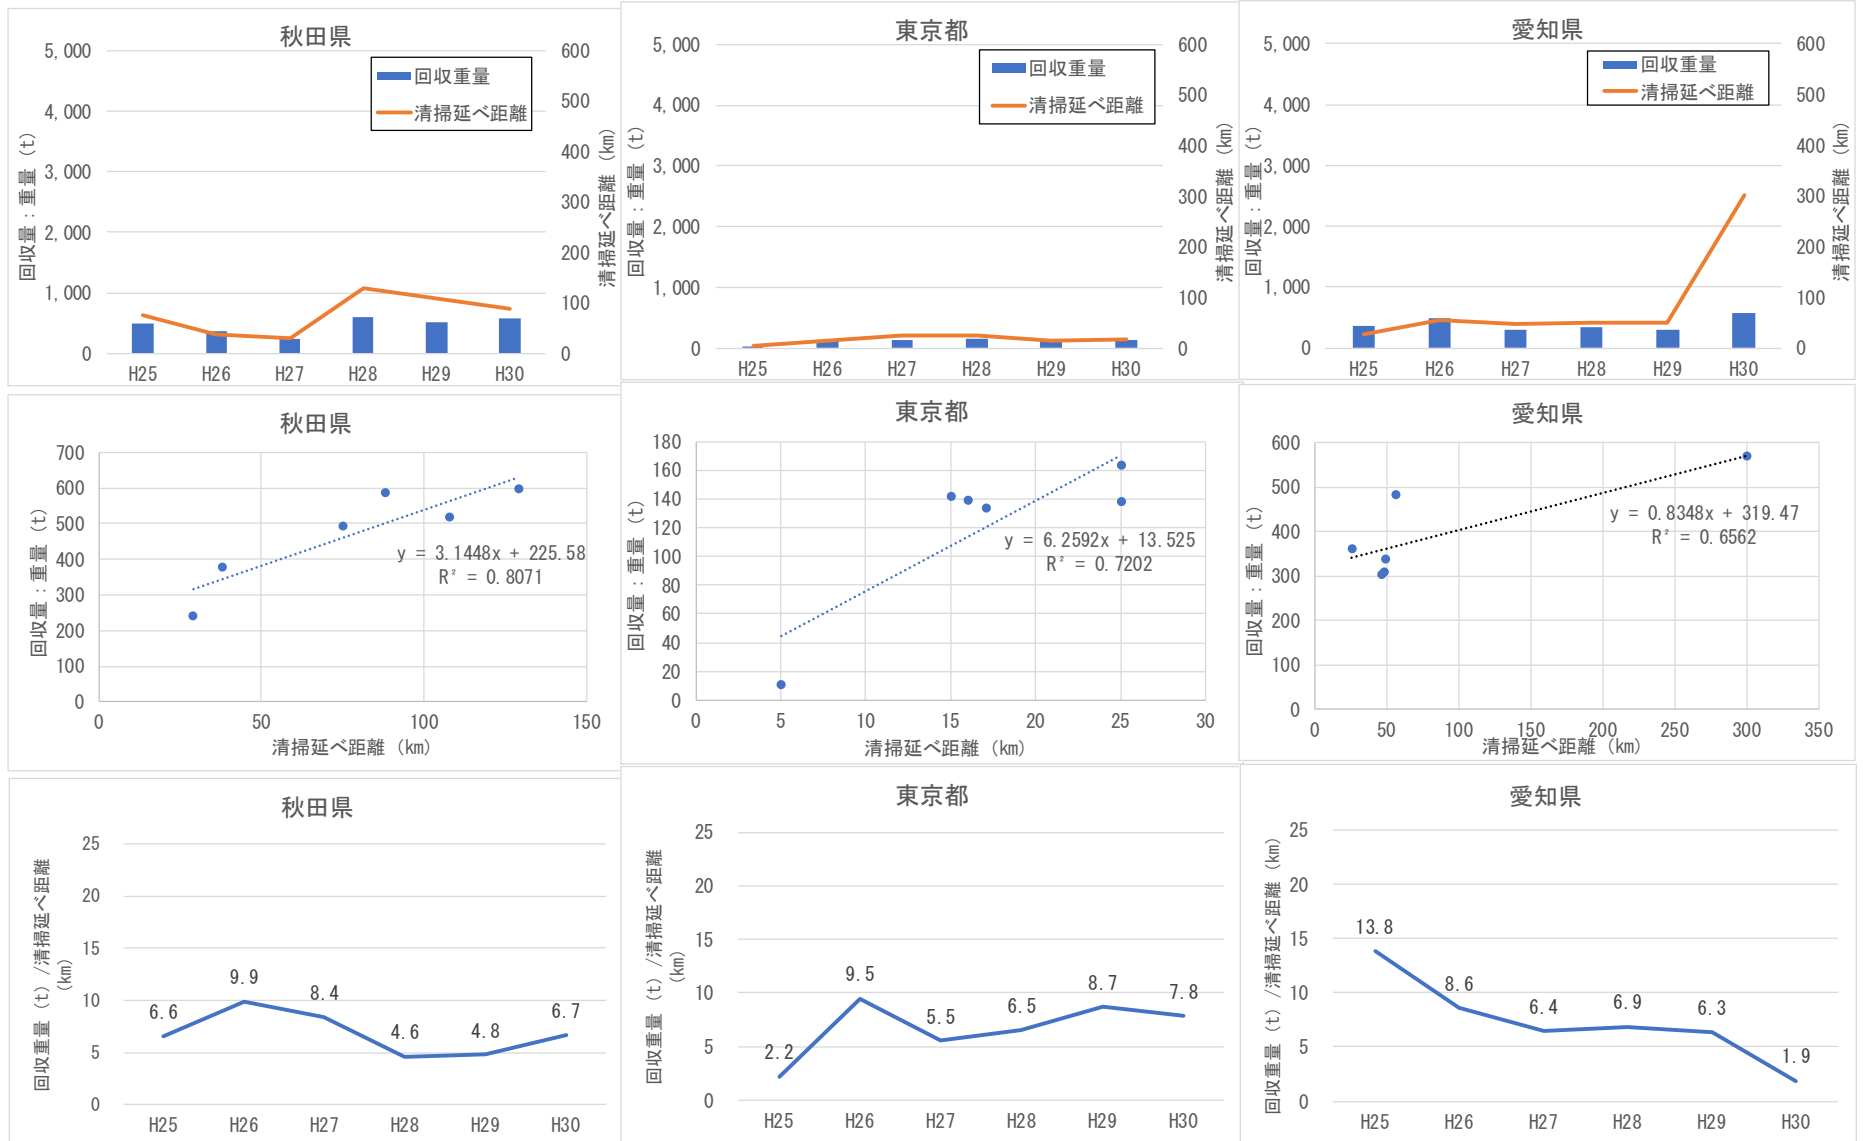 秋田県
5,000
4,000
3,000
2,000
1,000
0
600
500
400
300
200
100
0
回収重量
清掃延べ距離
回収量：重量（t）
清掃延べ距離（km）
H25 H26 H27 H28 H29 H30
東京都
5,000
4,000
3,000
2,000
1,000
0
600
500
400
300
200
100
0
回収重量
清掃延べ距離
回収量：重量（t）
清掃延べ距離（km）
H25 H26 H27 H28 H29 H30
愛知県
5,000
4,000
3,000
2,000
1,000
0
600
500
400
300
200
100
0
回収重量
清掃延べ距離
回収量：重量（t）
清掃延べ距離（km）
H25 H26 H27 H28 H29 H30
秋田県
700
600
500
400
300
200
100
0
回収量：重量（t）
y = 3.1448x + 225.58
R² = 0.8071
0 50 100 150
清掃延べ距離（km）
東京都
180
160
140
120
100
80
60
40
20
0
回収量：重量（t）
y = 6.2592x + 13.525
R² = 0.7202
0 5 10 15 20 25 30
清掃延べ距離（km）
愛知県
600
500
400
300
200
100
0
回収量：重量（t）
y = 0.8348x + 319.47
R² = 0.6562
0 50 100 150 200 250 300 350
清掃延べ距離（km）
秋田県
25
20
15
10
5
0
回収重量（t）/清掃延べ距離
（km）
6.6 9.9 8.4 4.6 4.8 6.7
H25 H26 H27 H28 H29 H30
東京都
25
20
15
10
5
0
回収重量（t）/清掃延べ距離
（km）
2.2 9.5 5.5 6.5 8.7 7.8
H25 H26 H27 H28 H29 H30
愛知県
25
20
15
10
5
0
回収重量（t）/清掃延べ距離（km）
13.8 8.6 6.4 6.9 6.3 1.9
H25 H26 H27 H28 H29 H30